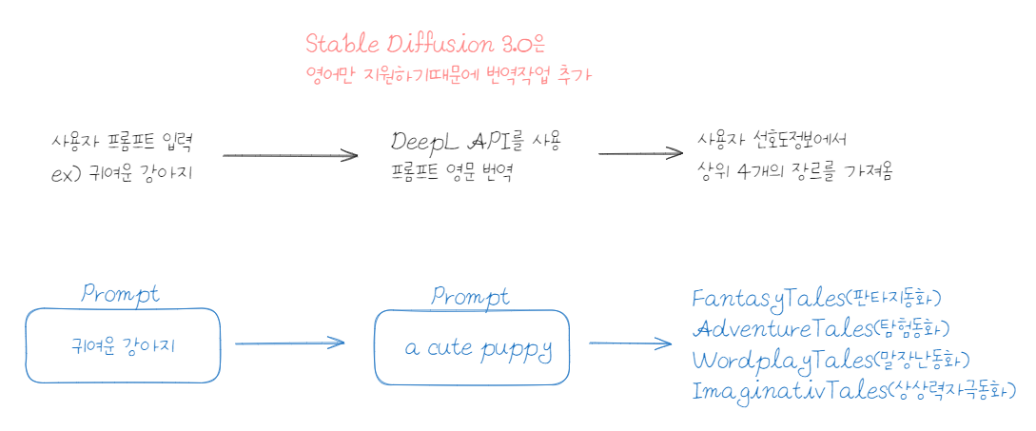 Stable Diffusion 3.0은
영어만 지원하기때문에 번역작업 추가
사용자 프롬프트 입력
ex) 귀여운 강아지
DeepL API를 사용
프롬프트 영문 번역
사용자 선호도정보에서
상위 4개의 장르를 가져옴
Prompt
귀여운 강아지
Prompt
a cute puppy
FantasyTales(판타지동화)
AdventureTales(탐험동화)
WordplayTales(말장난동화)
ImaginativTales(상상력자극동화)